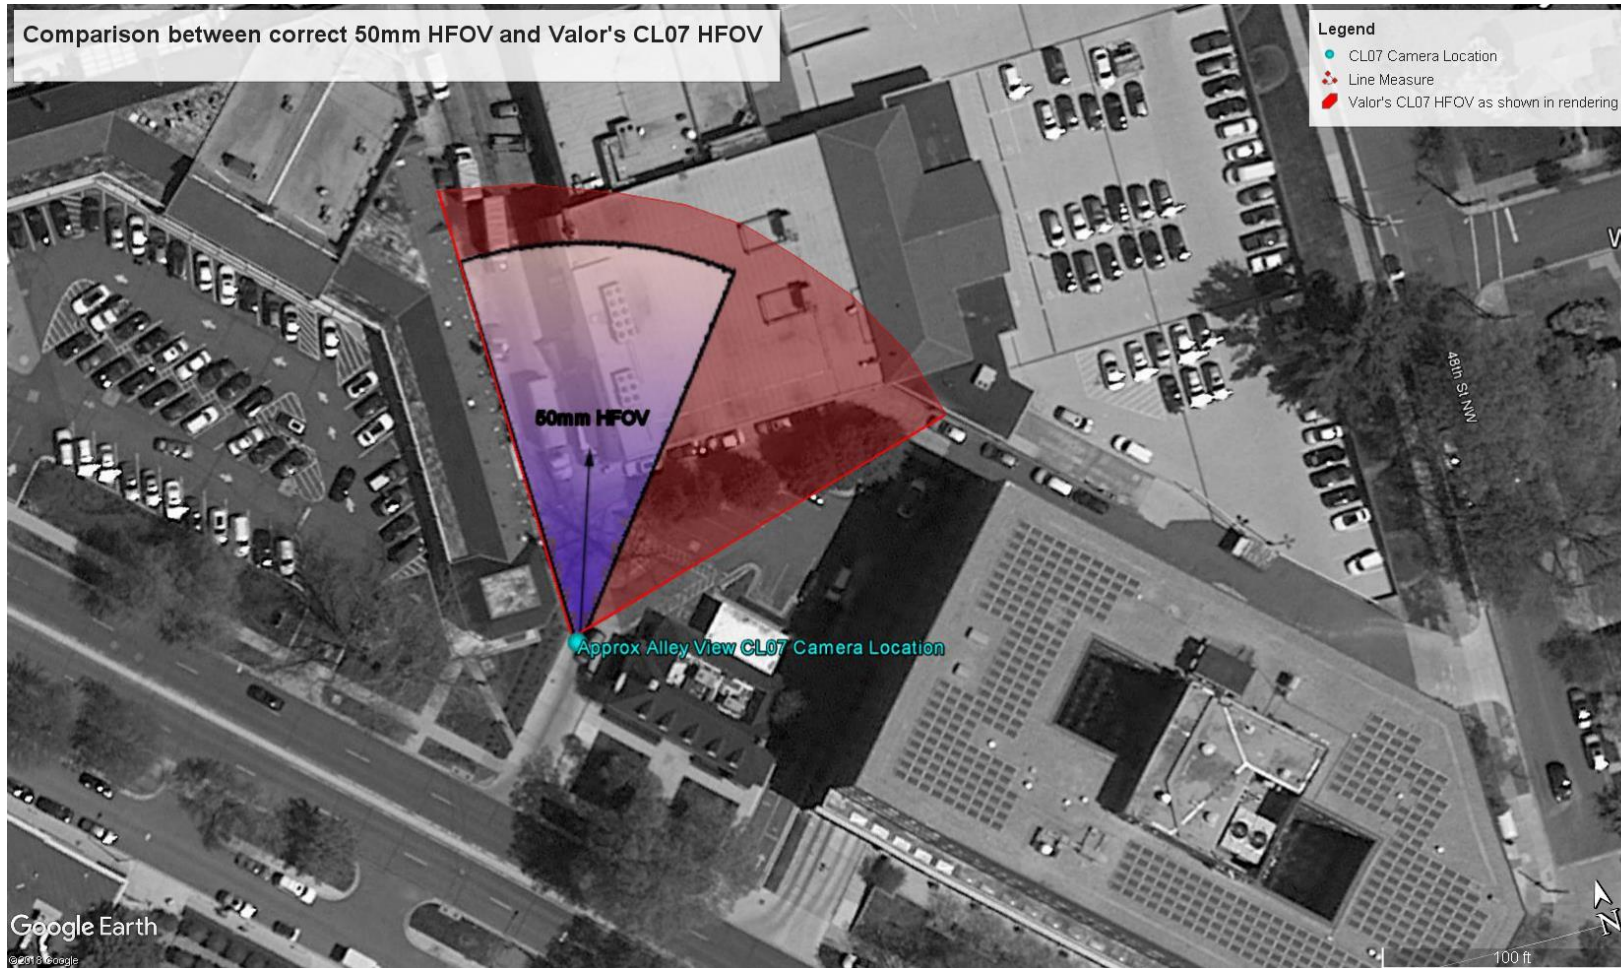 Comparison between correct 50mm HFOV and Valor's CL07 HFOV
Legend
CL07 Camera Location
Line Measure
Valor's CL07 HFOV as shown in rendering
48th St NW
50mm HFOV
Approx Alley View CL07 Camera Location
Google Earth
©2018 Google
N
100 ft